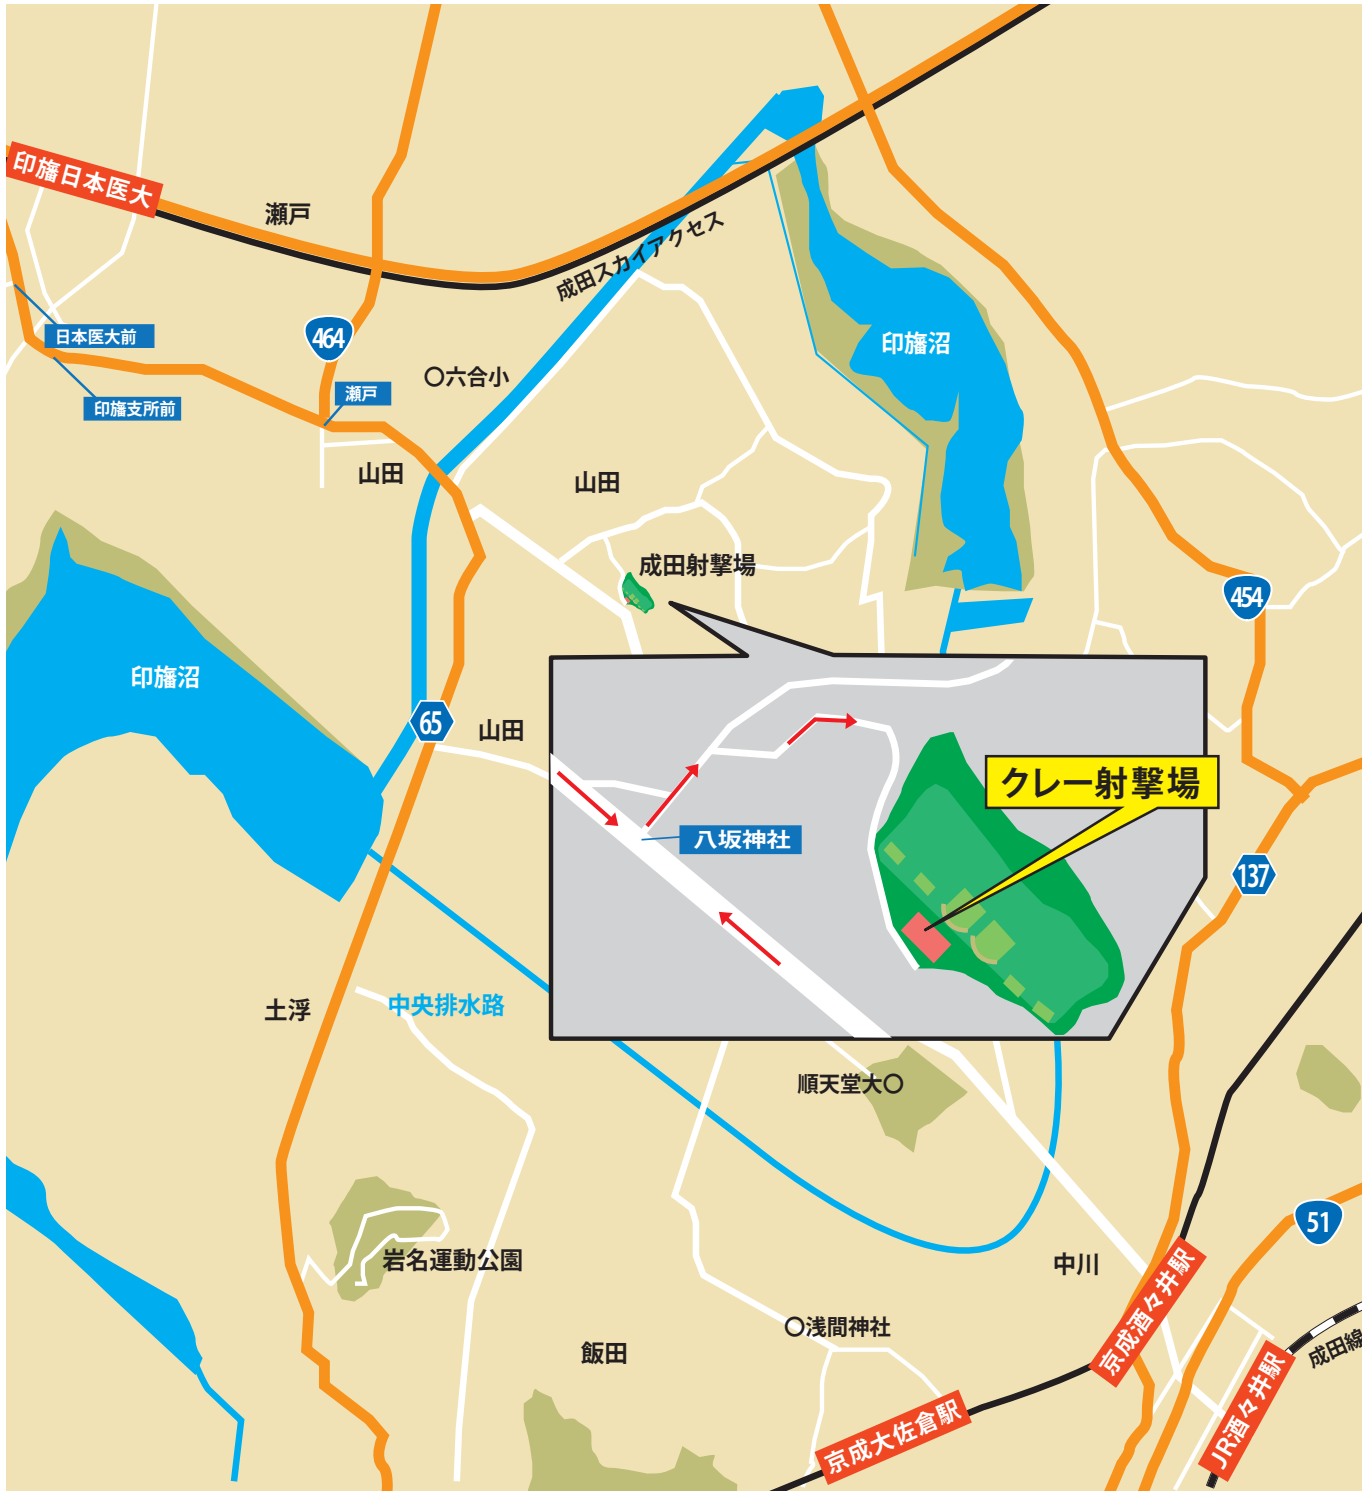 印旛日本医大
瀬戸
成田スカイアクセス
日本医大前
464
印旛沼
六合小
瀬戸
印旛支所前
山田
山田
成田射撃場
454
印旛沼
65
山田
クレー射撃場
八坂神社
137
土浮
中央排水路
順天堂大
51
岩名運動公園
中川
京成酒々井駅
浅間神社
飯田
成田線
JR酒々井駅
京成大佐倉駅